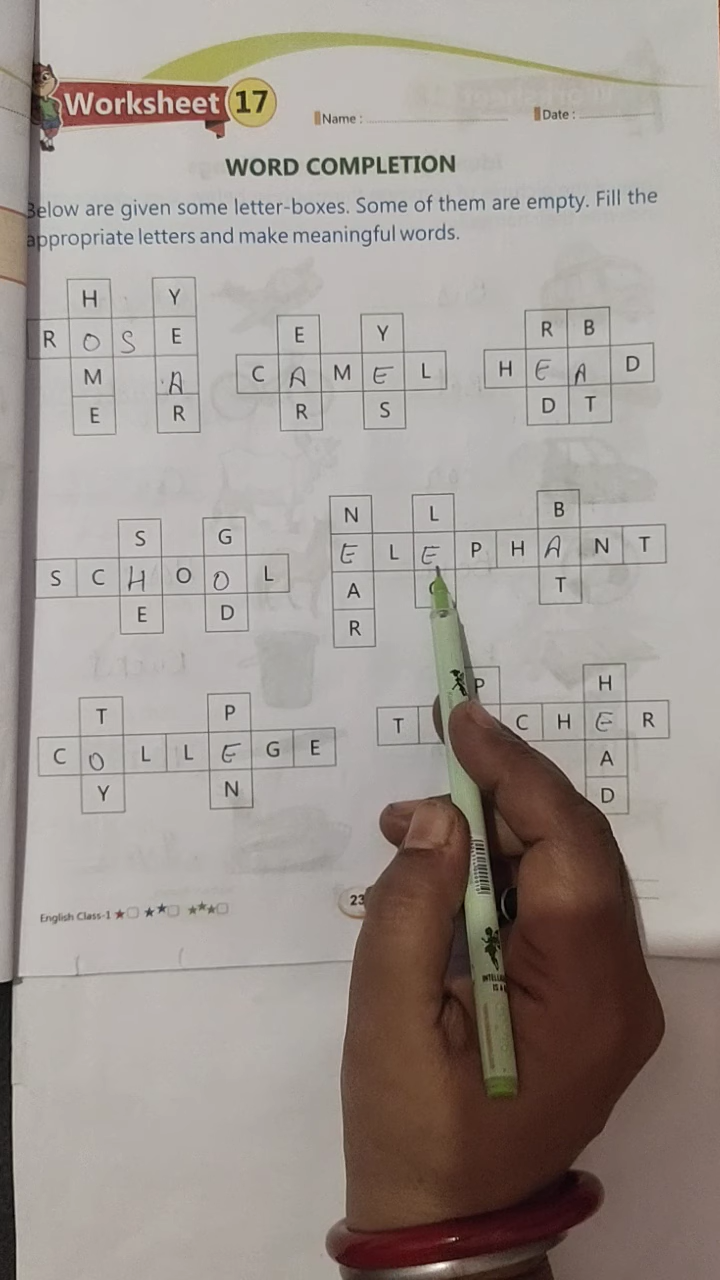 Worksheet 17
Name :
Date :
WORD COMPLETION
Below are given some letter-boxes. Some of them are empty. Fill the
appropriate letters and make meaningful words.
H Y
R O S E
M A
E R
E Y
C A M E L
R S
R B
H E A D
D T
S G
S C H O O L
E D
N L B
E L E P H A N T
A T
R
T P
C O L L E G E
Y N
P H
T C H E R
A
D
English Class-1
23